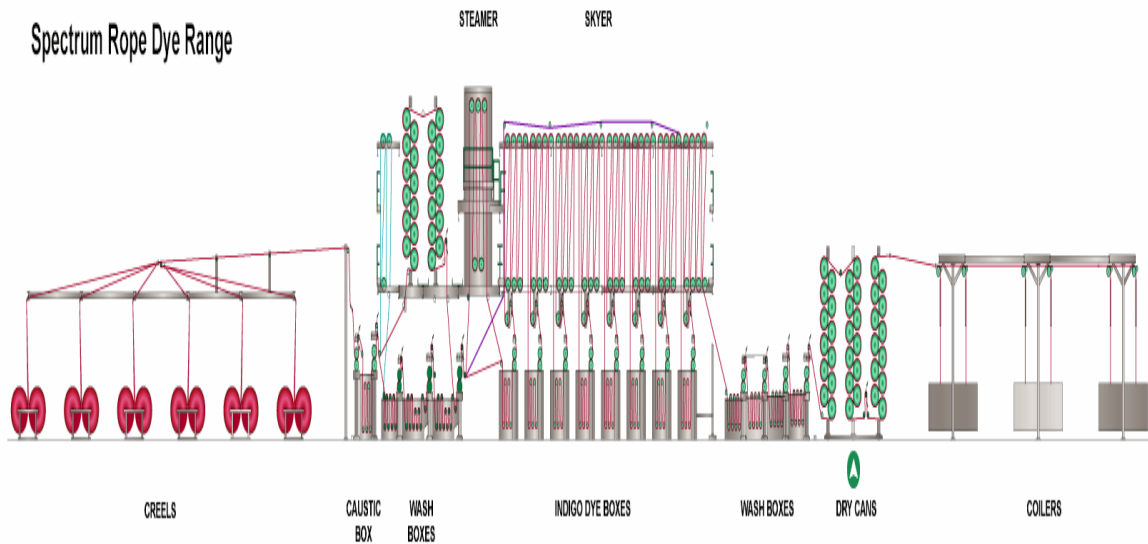 STEAMER
SKYER
Spectrum Rope Dye Range
CREELS
CAUSTIC
BOX
WASH
BOXES
INDIGO DYE BOXES
WASH BOXES
DRY CANS
COILERS